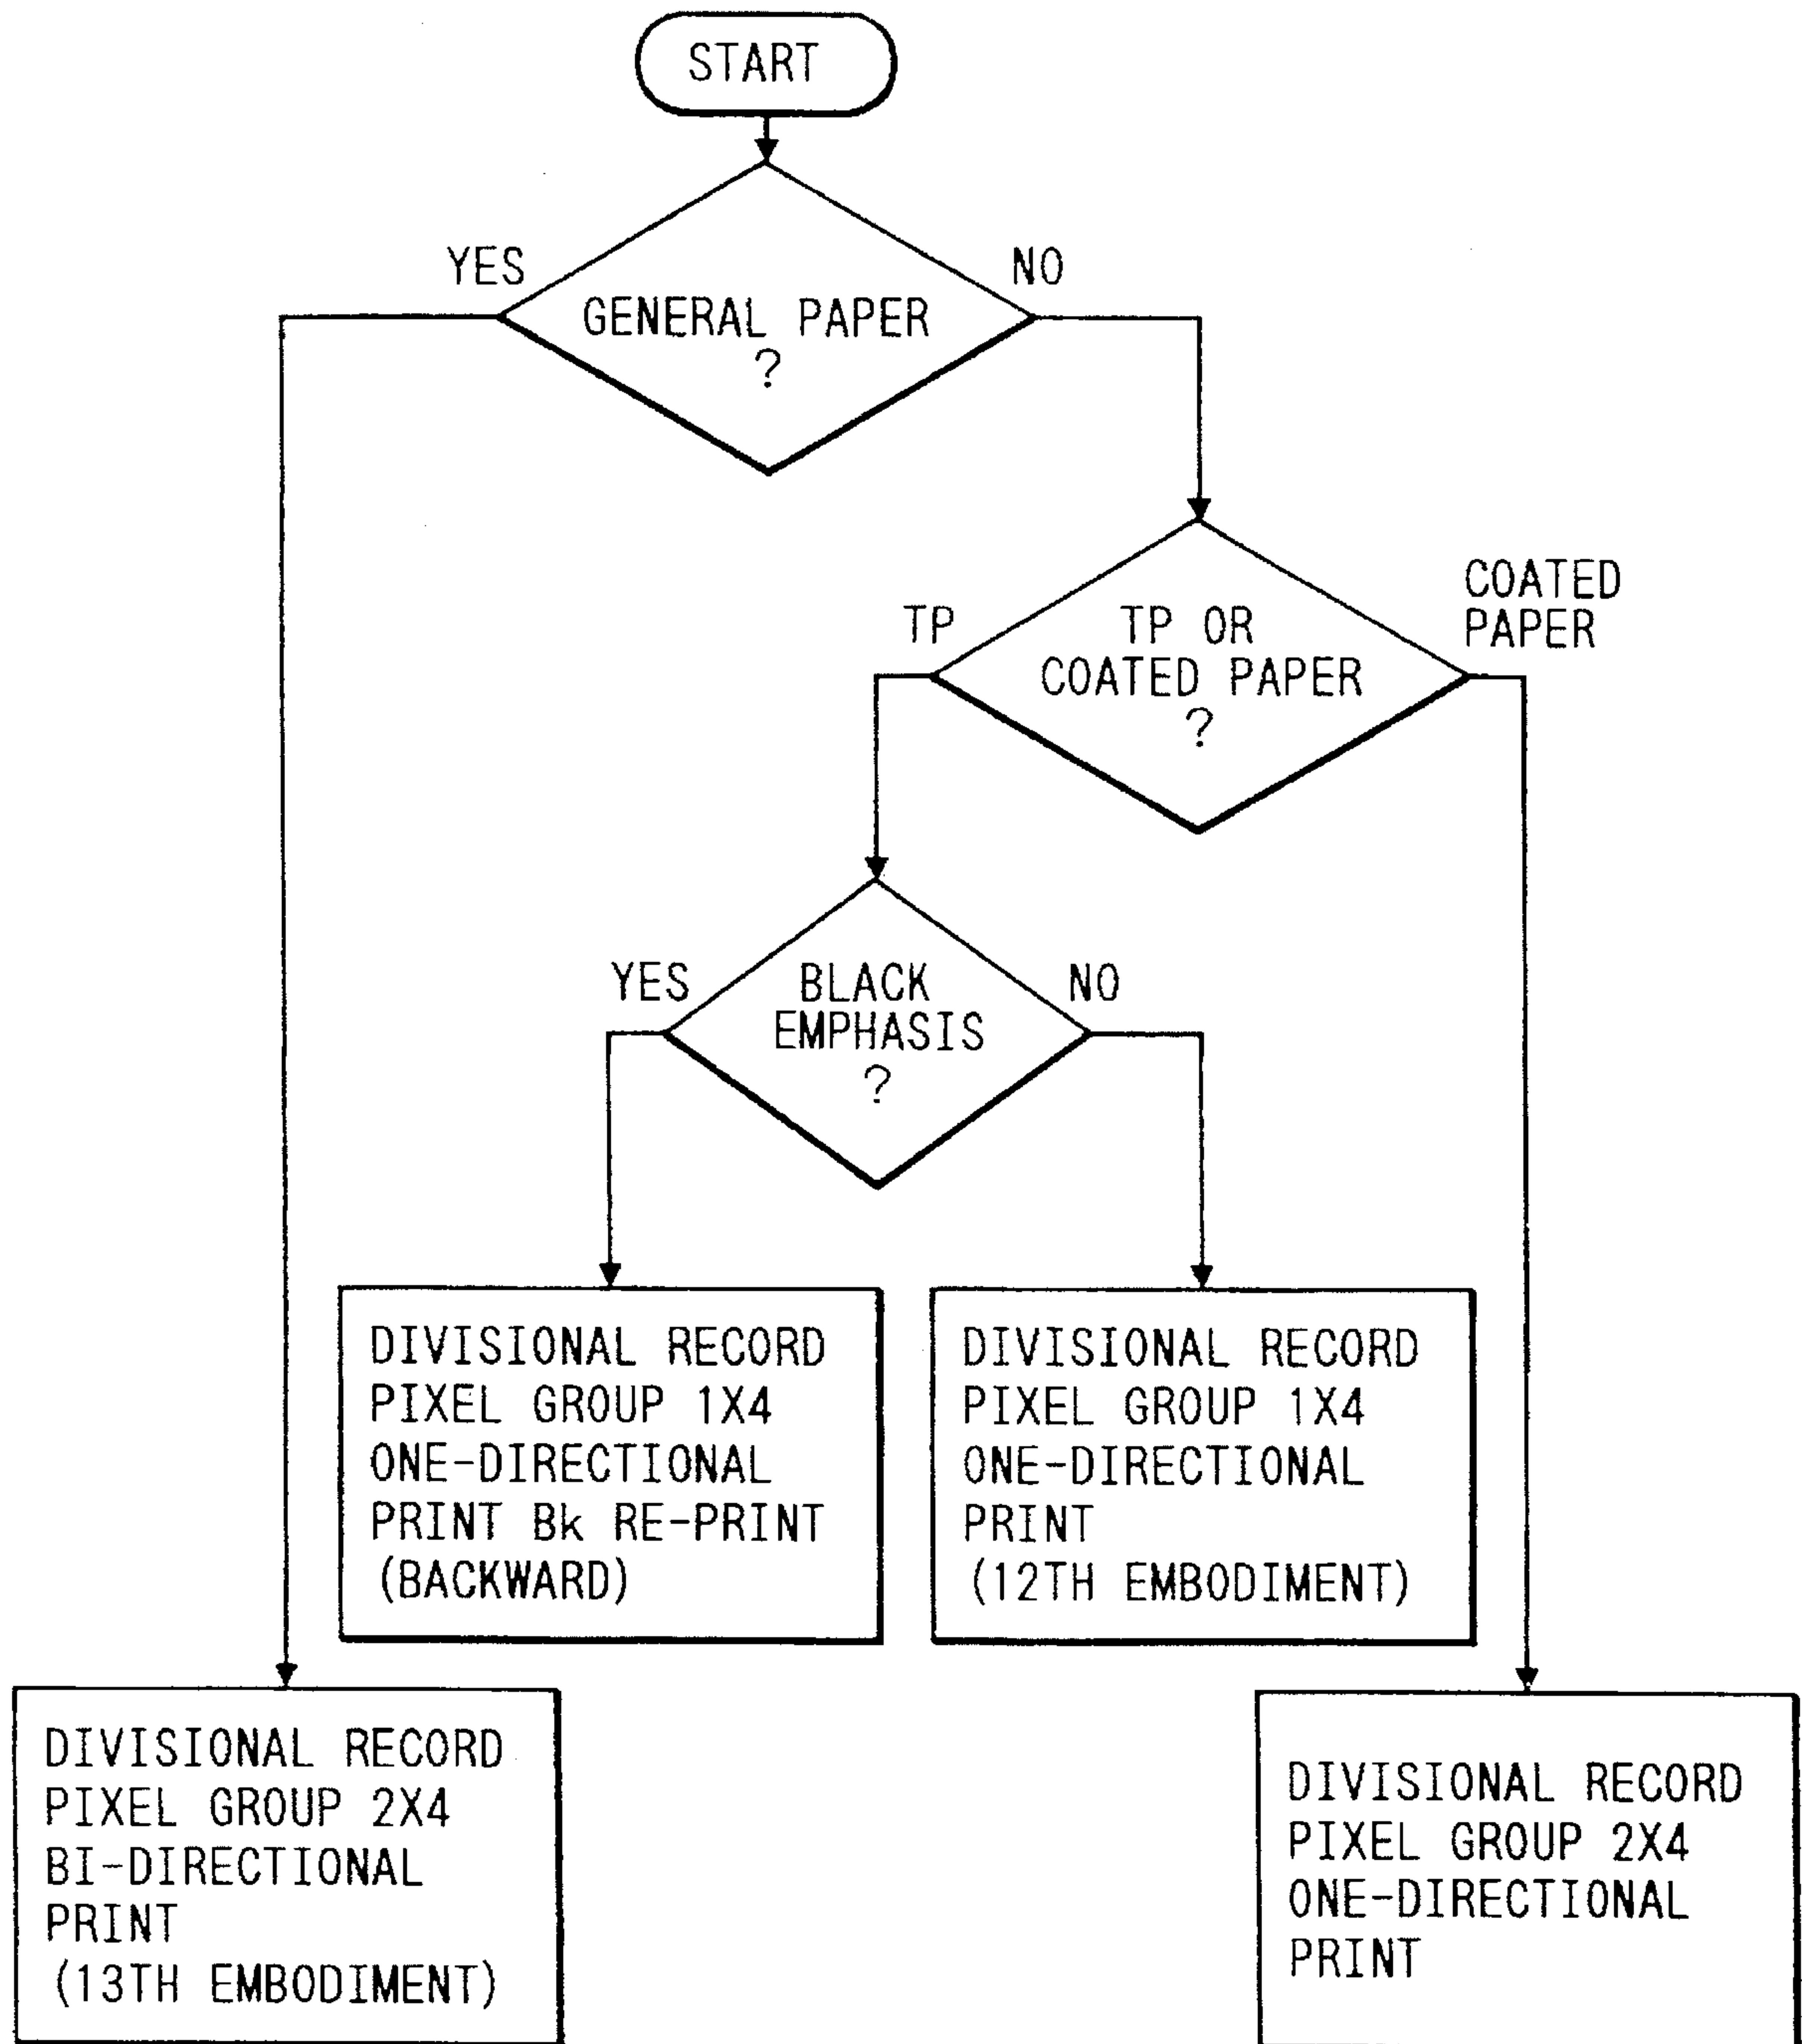 START
YES
NO
GENERAL PAPER
?
COATED
PAPER
TP
TP OR
COATED PAPER
?
YES
BLACK
EMPHASIS
?
NO
DIVISIONAL RECORD
PIXEL GROUP 1X4
ONE-DIRECTIONAL
PRINT Bk RE-PRINT
(BACKWARD)
DIVISIONAL RECORD
PIXEL GROUP 1X4
ONE-DIRECTIONAL
PRINT
(12TH EMBODIMENT)
DIVISIONAL RECORD
PIXEL GROUP 2X4
BI-DIRECTIONAL
PRINT
(13TH EMBODIMENT)
DIVISIONAL RECORD
PIXEL GROUP 2X4
ONE-DIRECTIONAL
PRINT